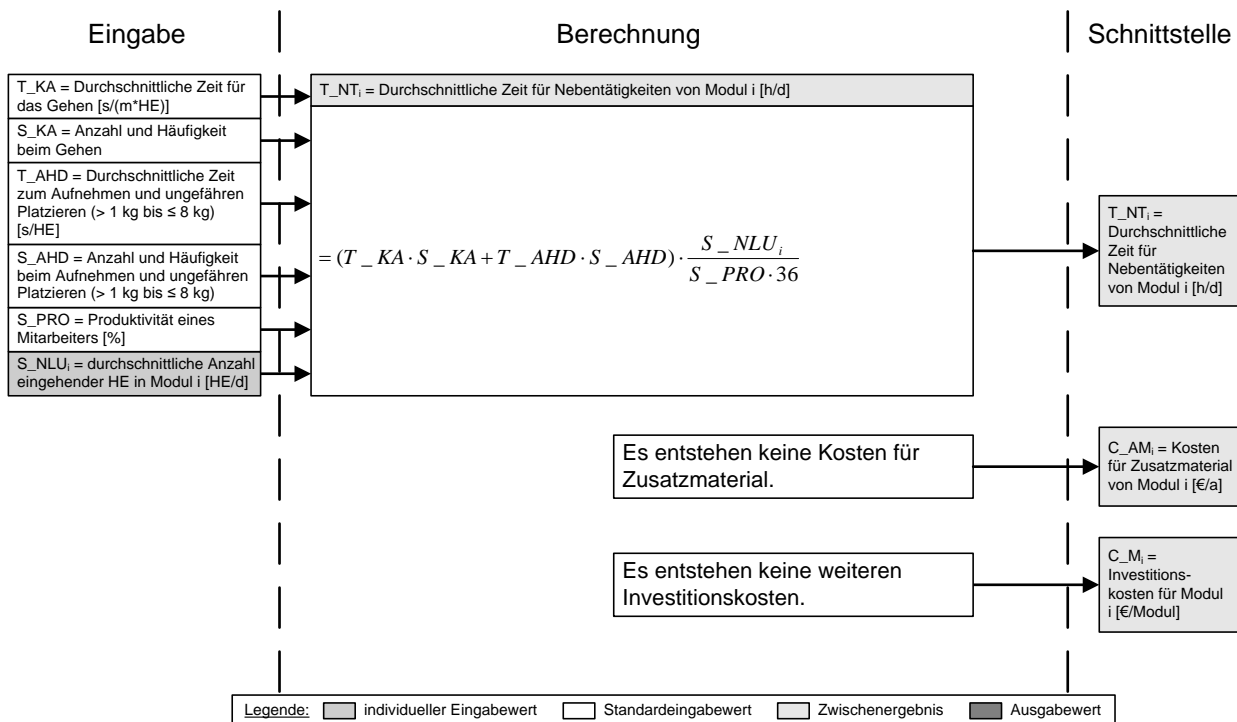 Eingabe
Berechnung
Schnittstelle
T_KA = Durchschnittliche Zeit für
das Gehen [s/(m*HE)]
S_KA = Anzahl und Häufigkeit
beim Gehen
T_AHD = Durchschnittliche Zeit
zum Aufnehmen und ungefähren
Platzieren (> 1 kg bis ≤ 8 kg)
[s/HE]
S_AHD = Anzahl und Häufigkeit
beim Aufnehmen und ungefähren
Platzieren (> 1 kg bis ≤ 8 kg)
S_PRO = Produktivität eines
Mitarbeiters [%]
S_NLUi = durchschnittliche Anzahl
eingehender HE in Modul i [HE/d]
T_NTi = Durchschnittliche Zeit für Nebentätigkeiten von Modul i [h/d]
= (T_KA · S_KA + T_AHD · S_AHD) · S_NLUi / S_PRO · 36
T_NTi =
Durchschnittliche
Zeit für
Nebentätigkeiten
von Modul i [h/d]
Es entstehen keine Kosten für
Zusatzmaterial.
C_AMi = Kosten
für Zusatzmaterial
von Modul i [€/a]
Es entstehen keine weiteren
Investitionskosten.
C_Mi =
Investitions-
kosten für Modul
i [€/Modul]
Legende: individueller Eingabewert Standardeingabewert Zwischenergebnis Ausgabewert